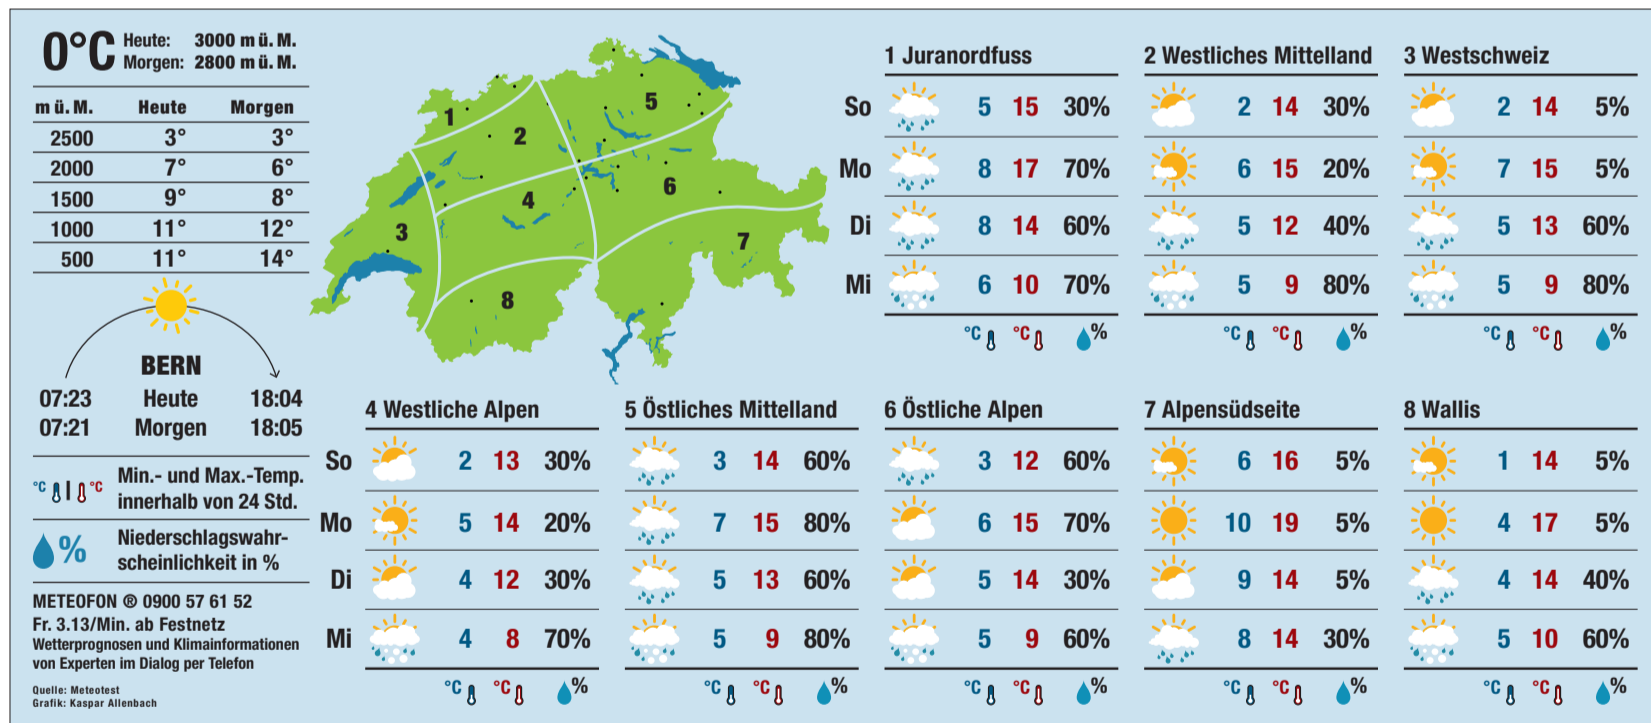 0°C
Heute: 3000 m ü. M.
Morgen: 2800 m ü. M.
m ü. M. Heute Morgen
2500 3° 3°
2000 7° 6°
1500 9° 8°
1000 11° 12°
500 11° 14°
BERN
07:23 Heute 18:04
07:21 Morgen 18:05
°C | °C Min.- und Max.-Temp.
innerhalb von 24 Std.
% Niederschlagswahr-
scheinlichkeit in %
METEOFON ® 0900 57 61 52
Fr. 3.13/Min. ab Festnetz
Wetterprognosen und Klimainformationen
von Experten im Dialog per Telefon
Quelle: Meteotest
Grafik: Kaspar Allenbach
1
2
3
4
5
6
7
8
1 Juranordfuss 2 Westliches Mittelland 3 Westschweiz
So 5 15 30% 2 14 30% 2 14 5%
Mo 8 17 70% 6 15 20% 7 15 5%
Di 8 14 60% 5 12 40% 5 13 60%
Mi 6 10 70% 5 9 80% 5 9 80%
°C °C % °C °C % °C °C %
4 Westliche Alpen 5 Östliches Mittelland 6 Östliche Alpen 7 Alpensüdseite 8 Wallis
So 2 13 30% 3 14 60% 3 12 60% 6 16 5% 1 14 5%
Mo 5 14 20% 7 15 80% 6 15 70% 10 19 5% 4 17 5%
Di 4 12 30% 5 13 60% 5 14 30% 9 14 5% 4 14 40%
Mi 4 8 70% 5 9 80% 5 9 60% 8 14 30% 5 10 60%
°C °C % °C °C % °C °C % °C °C % °C °C %